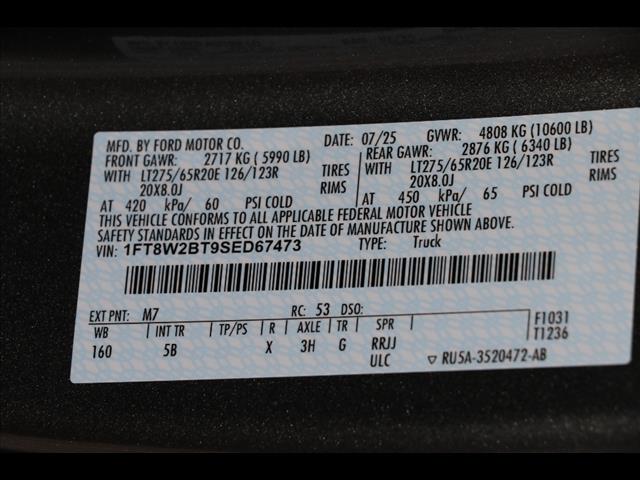 MFD. BY FORD MOTOR CO. DATE: 07/25 GVWR: 4808 KG (10600 LB)
FRONT GAWR: 2717 KG (5990 LB) REAR GAWR: 2876 KG (6340 LB)
WITH LT275/65R20E 126/123R TIRES WITH LT275/65R20E 126/123R TIRES
20X8.0J RIMS 20X8.0J RIMS
AT 420 kPa/ 60 PSI COLD AT 450 kPa/ 65 PSI COLD
THIS VEHICLE CONFORMS TO ALL APPLICABLE FEDERAL MOTOR VEHICLE
SAFETY STANDARDS IN EFFECT ON THE DATE OF MANUFACTURE SHOWN ABOVE.
VIN: 1FT8W2BT9SED67473 TYPE: Truck
EXT PNT: M7 RC: 53 DSO:
WB INT TR TP/PS R AXLE TR SPR F1031
160 5B X 3H G RRJJ T1236
ULC ▽ RU5A-3520472-AB